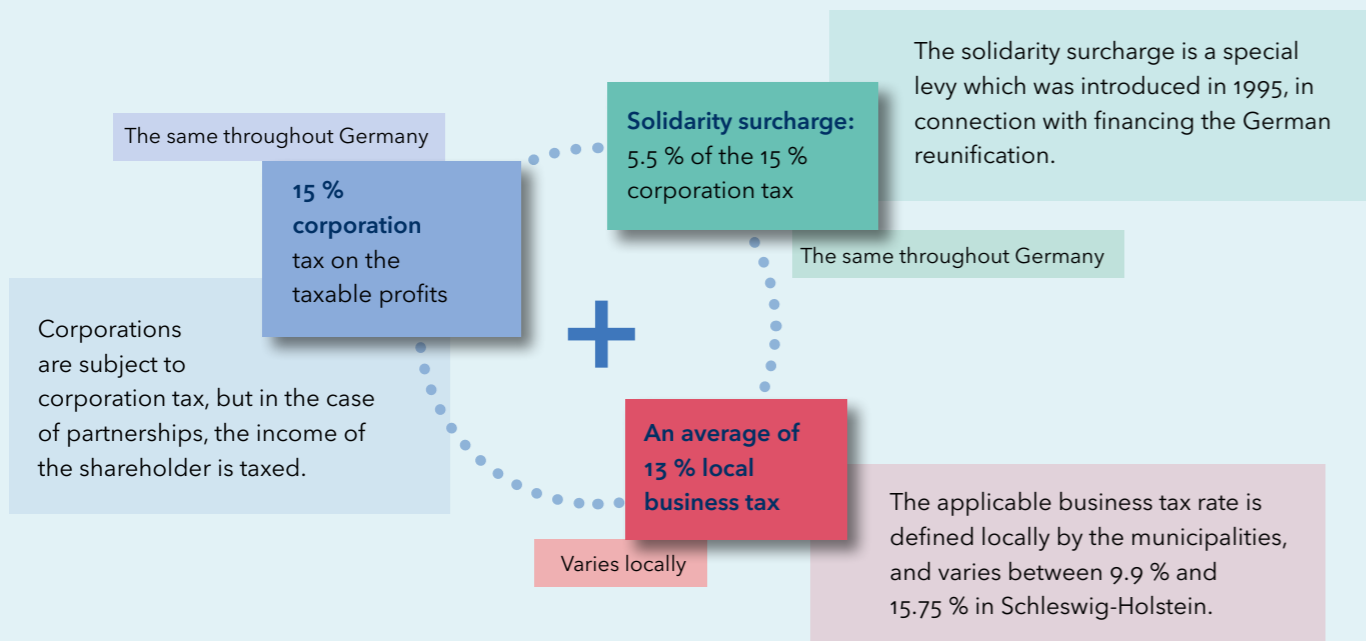 The same throughout Germany
15 %
corporation
tax on the
taxable profits
Corporations
are subject to
corporation tax, but in the case
of partnerships, the income of
the shareholder is taxed.
Solidarity surcharge:
5.5 % of the 15 %
corporation tax
The solidarity surcharge is a special
levy which was introduced in 1995, in
connection with financing the German
reunification.
The same throughout Germany
+
An average of
13 % local
business tax
Varies locally
The applicable business tax rate is
defined locally by the municipalities,
and varies between 9.9 % and
15.75 % in Schleswig-Holstein.